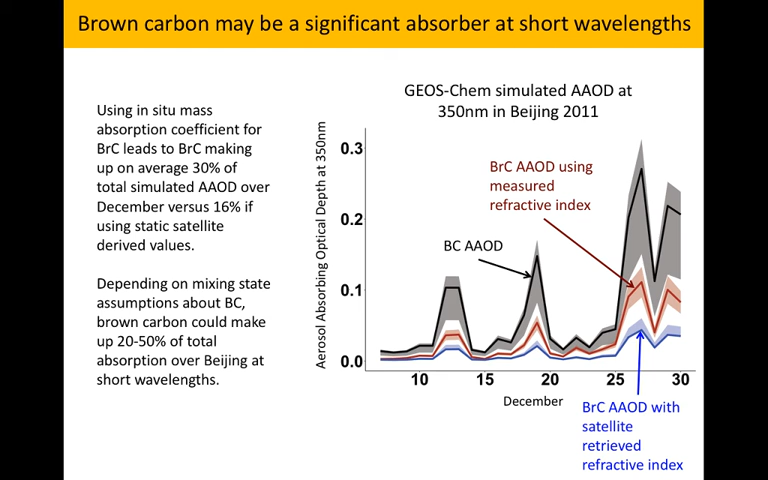 Brown carbon may be a significant absorber at short wavelengths
Using in situ mass
absorption coefficient for
BrC leads to BrC making
up on average 30% of
total simulated AAOD over
December versus 16% if
using static satellite
derived values.
Depending on mixing state
assumptions about BC,
brown carbon could make
up 20-50% of total
absorption over Beijing at
short wavelengths.
GEOS-Chem simulated AAOD at
350nm in Beijing 2011
Aerosol Absorbing Optical Depth at 350nm
0.3
0.2
0.1
0.0
BrC AAOD using
measured
refractive index
BC AAOD
10 15 20 25 30
December
BrC AAOD with
satellite
retrieved
refractive index